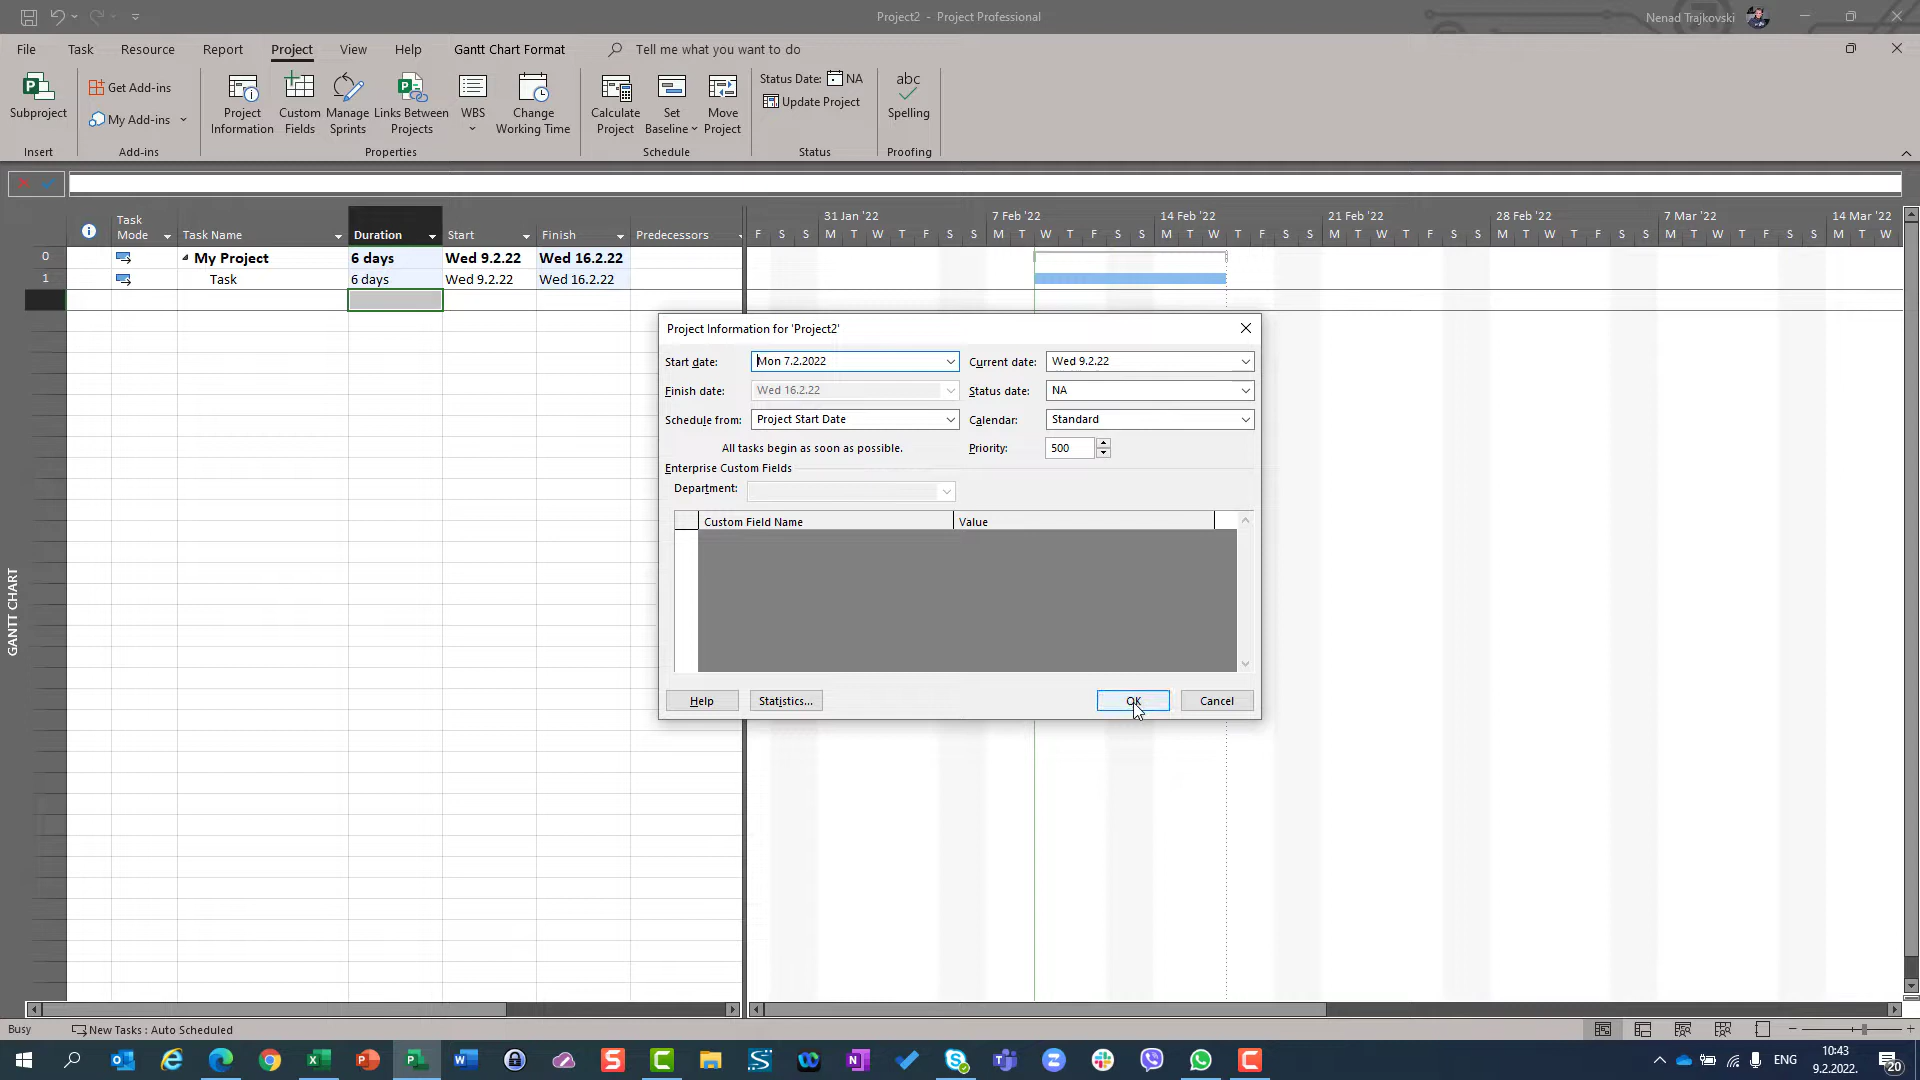 Project2 - Project Professional
Nenad Trajkovski
File Task Resource Report Project View Help Gantt Chart Format Tell me what you want to do
Subproject
Get Add-ins
My Add-ins
Project Information
Custom Fields
Manage Sprints
Links Between Projects
WBS
Change Working Time
Calculate Project
Set Baseline
Move Project
Status Date: NA
Update Project
abc
Spelling
Insert Add-ins Properties Schedule Status Proofing
Task Mode Task Name Duration Start Finish Predecessors
31 Jan '22 7 Feb '22 14 Feb '22 21 Feb '22 28 Feb '22 7 Mar '22 14 Mar '22
F S S M T W T F S S M T W T F S S M T W T F S S M T W T F S S M T W T F S S M T W T F S S M T W
0 My Project 6 days Wed 9.2.22 Wed 16.2.22
1 Task 6 days Wed 9.2.22 Wed 16.2.22
Project Information for 'Project2'
Start date: Mon 7.2.2022 Current date: Wed 9.2.22
Finish date: Wed 16.2.22 Status date: NA
Schedule from: Project Start Date Calendar: Standard
All tasks begin as soon as possible. Priority: 500
Enterprise Custom Fields
Department:
Custom Field Name Value
Help Statistics... OK Cancel
GANTT CHART
Busy New Tasks : Auto Scheduled
ENG
10:43
9.2.2022.
20